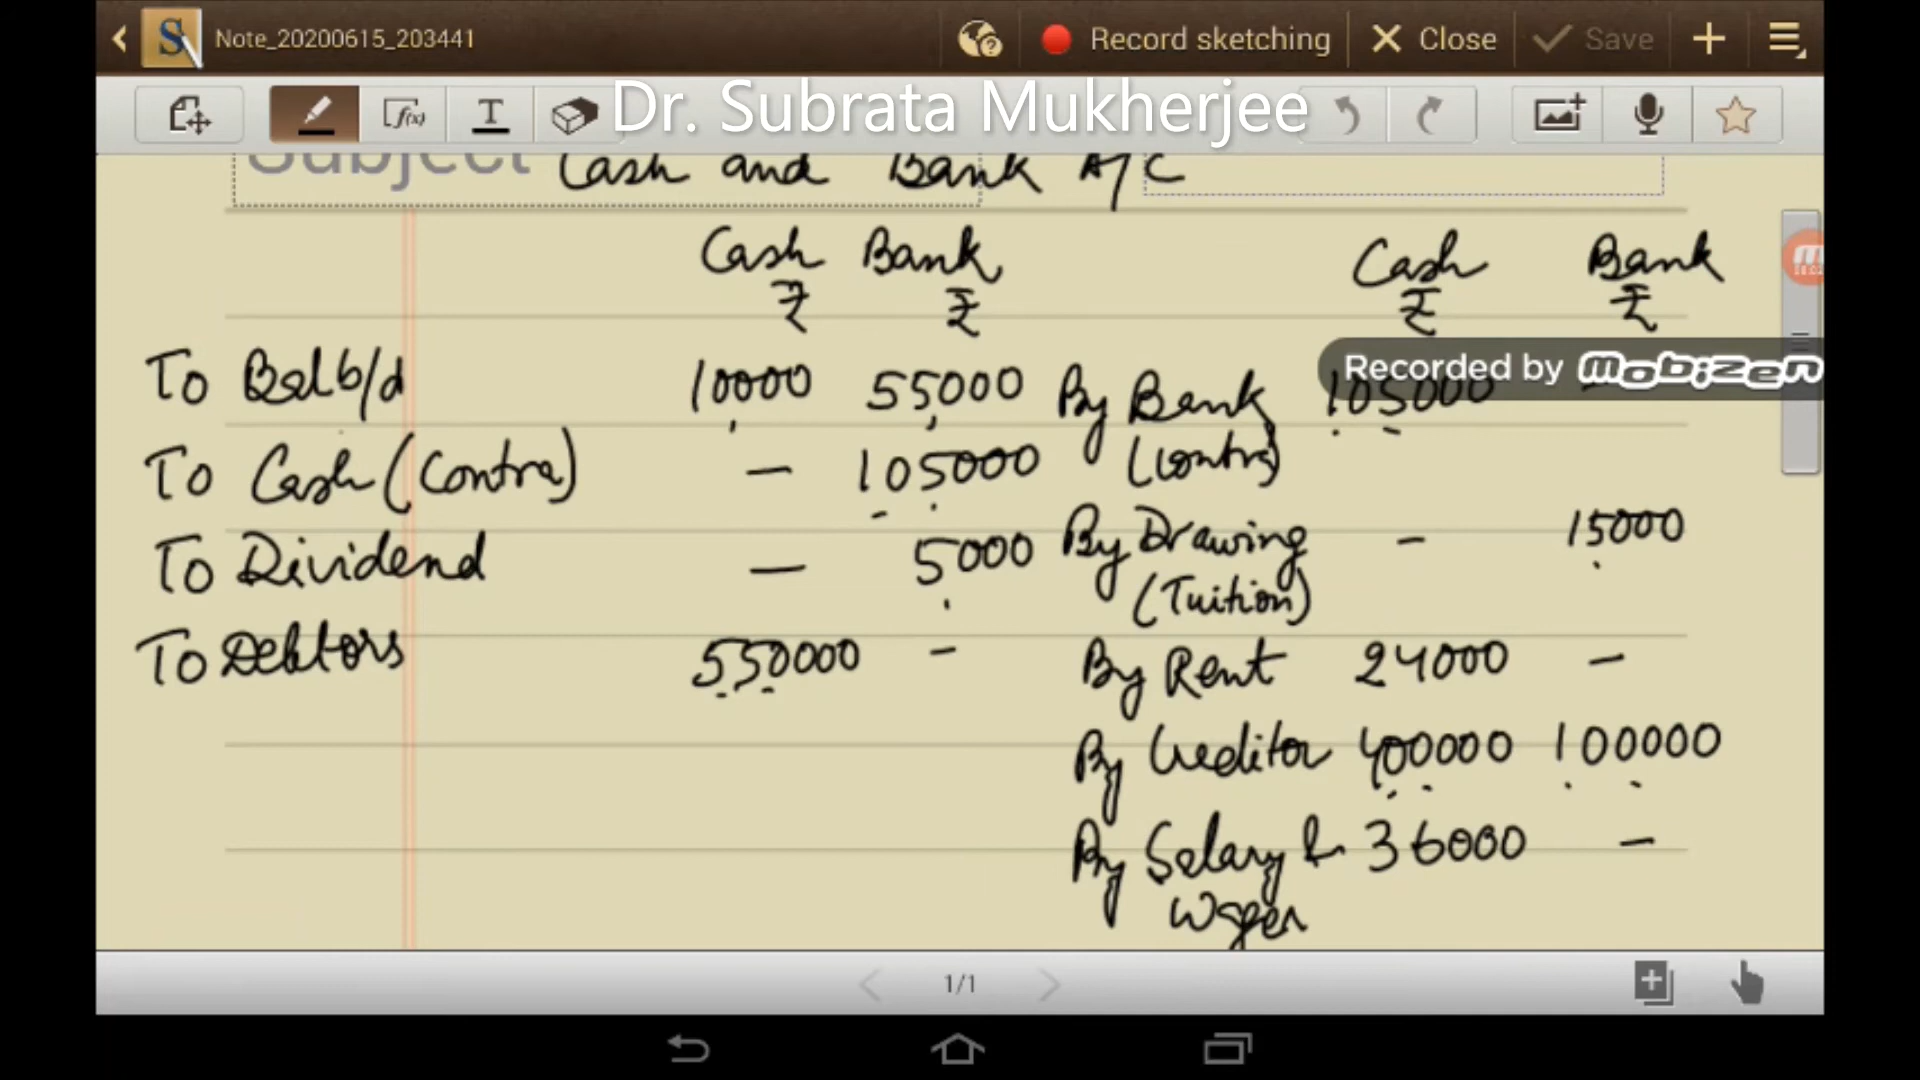 Note_20200615_203441
Record sketching
Close
Save
Dr. Subrata Mukherjee
Subject Cash and Bank A/C
Cash Bank Cash Bank
₹ ₹ ₹ ₹
Recorded by mobizen
To Bal b/d 10000 55000 By Bank 105000
To Cash (Contra) — 105000 (Contra)
To Dividend — 5000 By Drawing — 15000
(Tuition)
To Debtors 550000 — By Rent 24000 —
By Creditor 400000 100000
By Salary & 36000 —
Wages
1/1